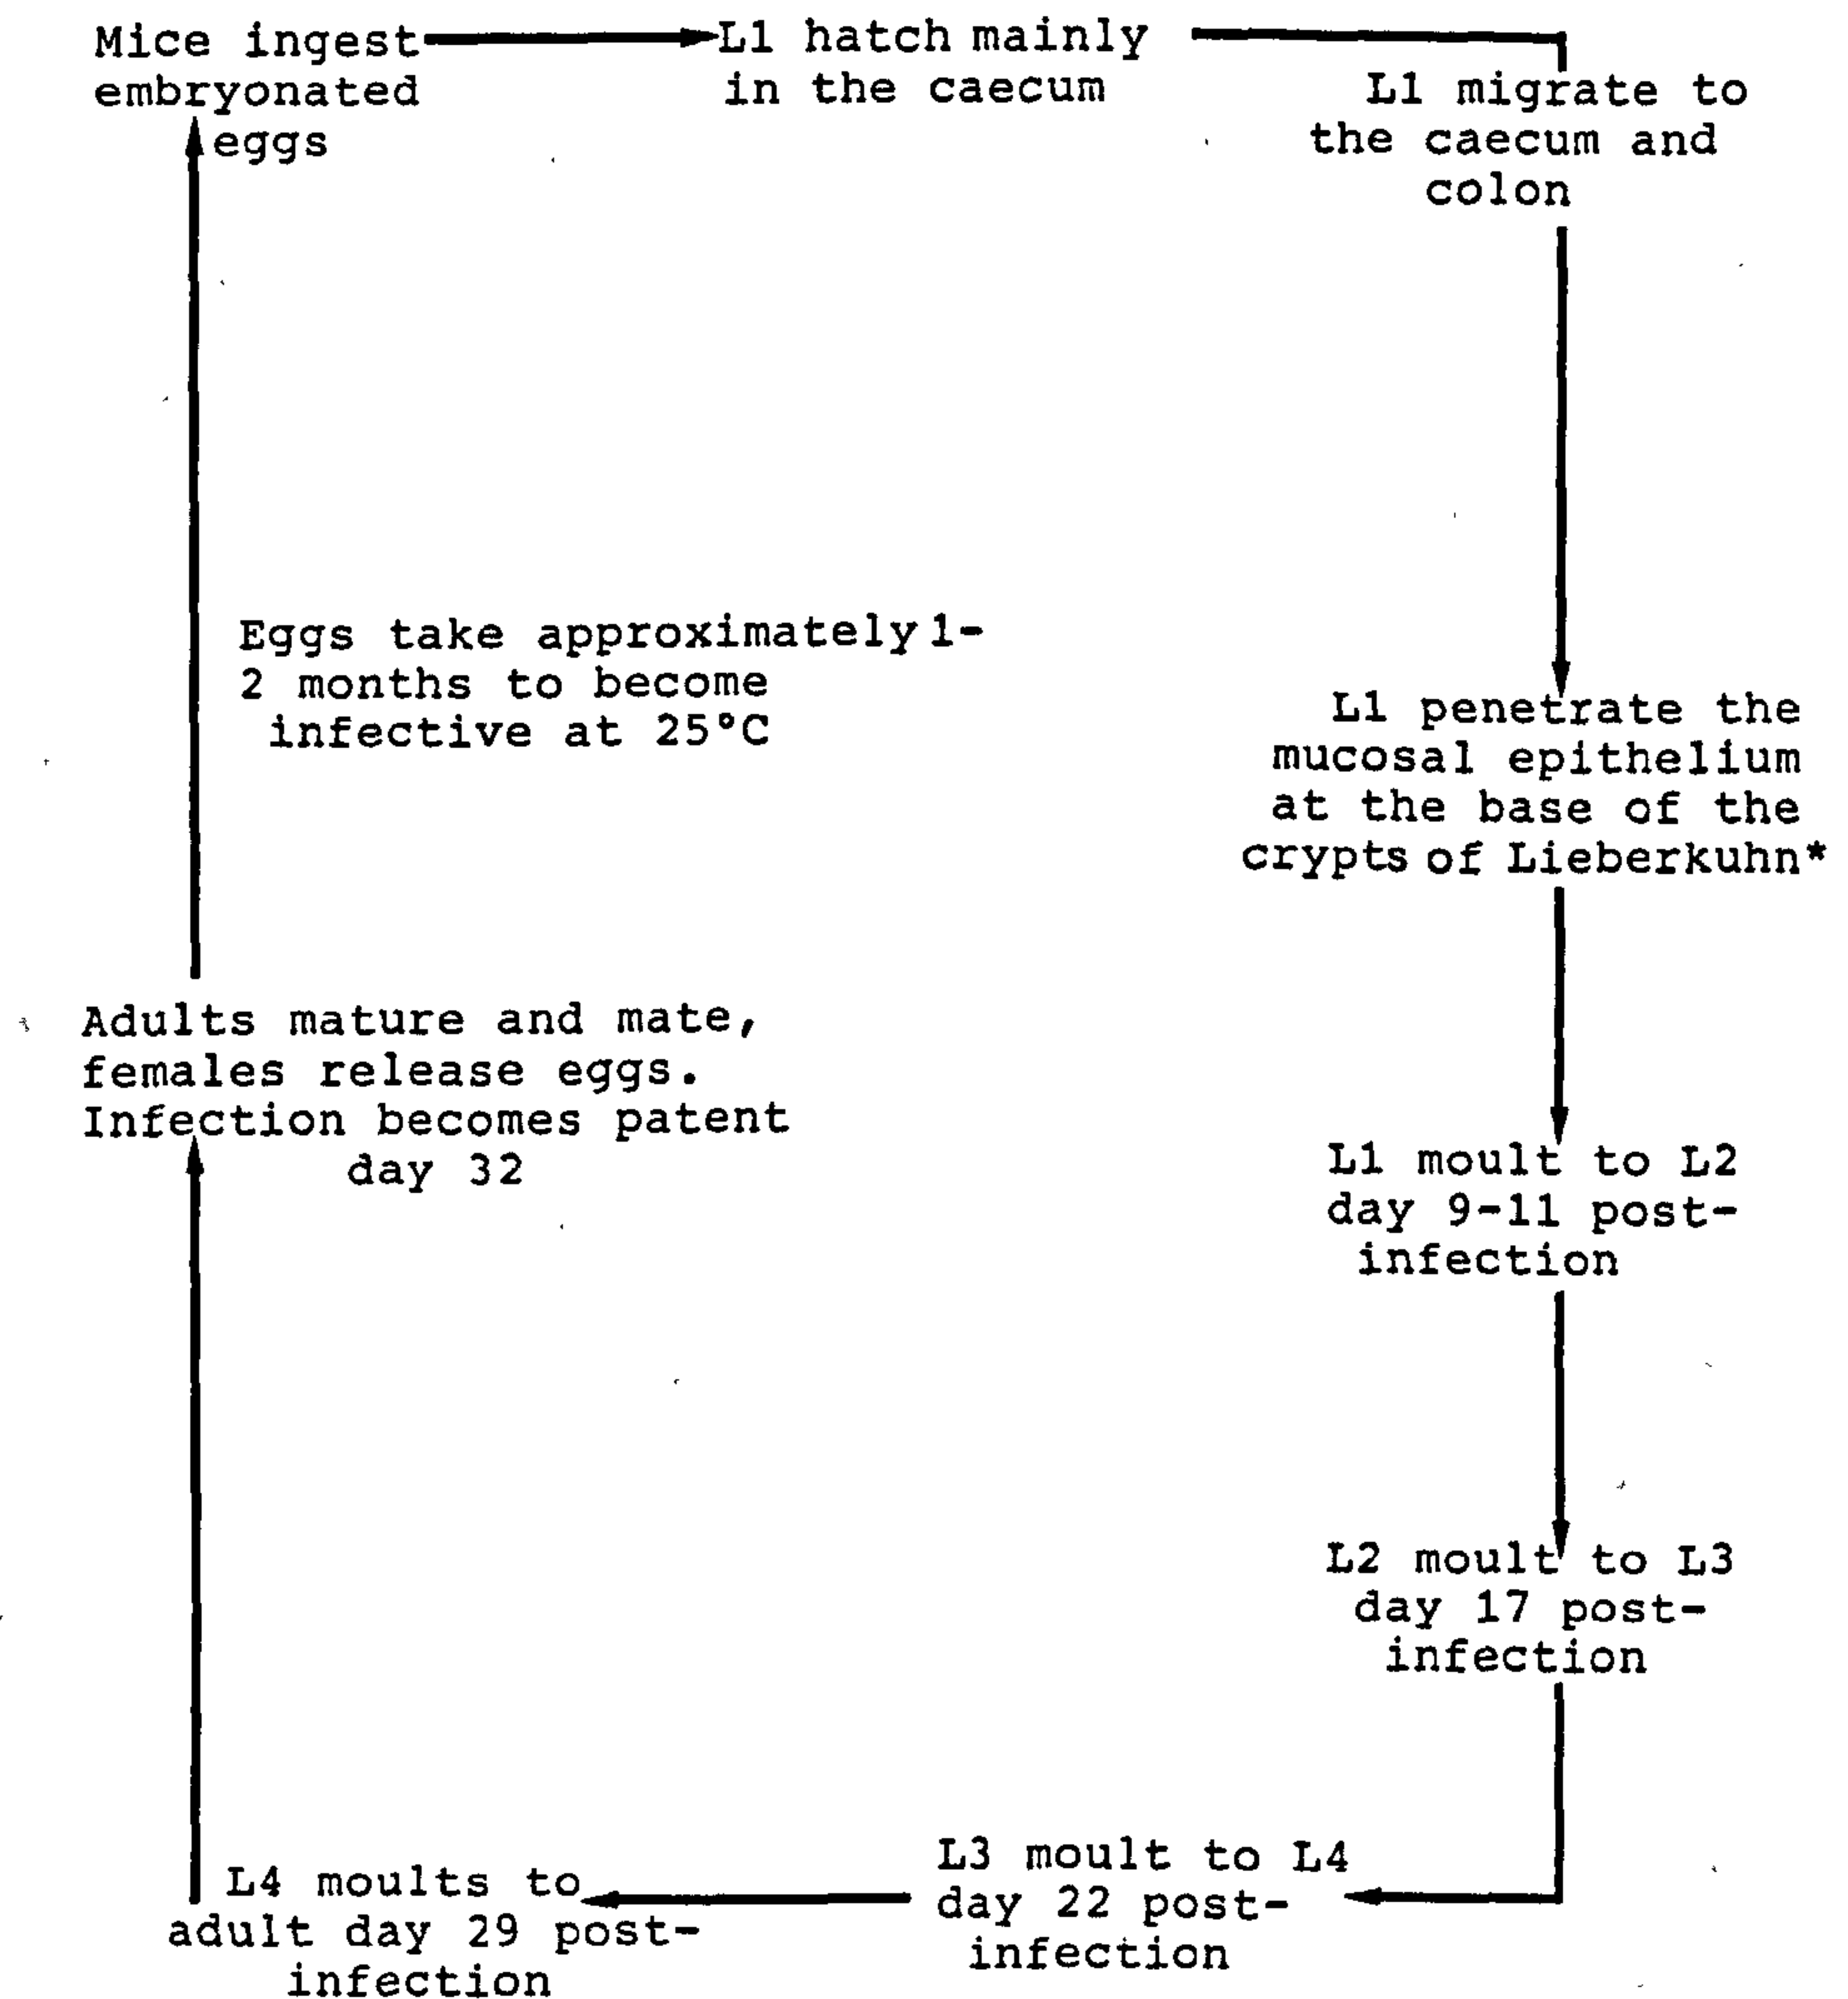 Mice ingest
embryonated
eggs
L1 hatch mainly
in the caecum
L1 migrate to
the caecum and
colon
L1 penetrate the
mucosal epithelium
at the base of the
crypts of Lieberkuhn*
L1 moult to L2
day 9-11 post-
infection
L2 moult to L3
day 17 post-
infection
L3 moult to L4
day 22 post-
infection
L4 moults to
adult day 29 post-
infection
Adults mature and mate,
females release eggs.
Infection becomes patent
day 32
Eggs take approximately 1-
2 months to become
infective at 25°C